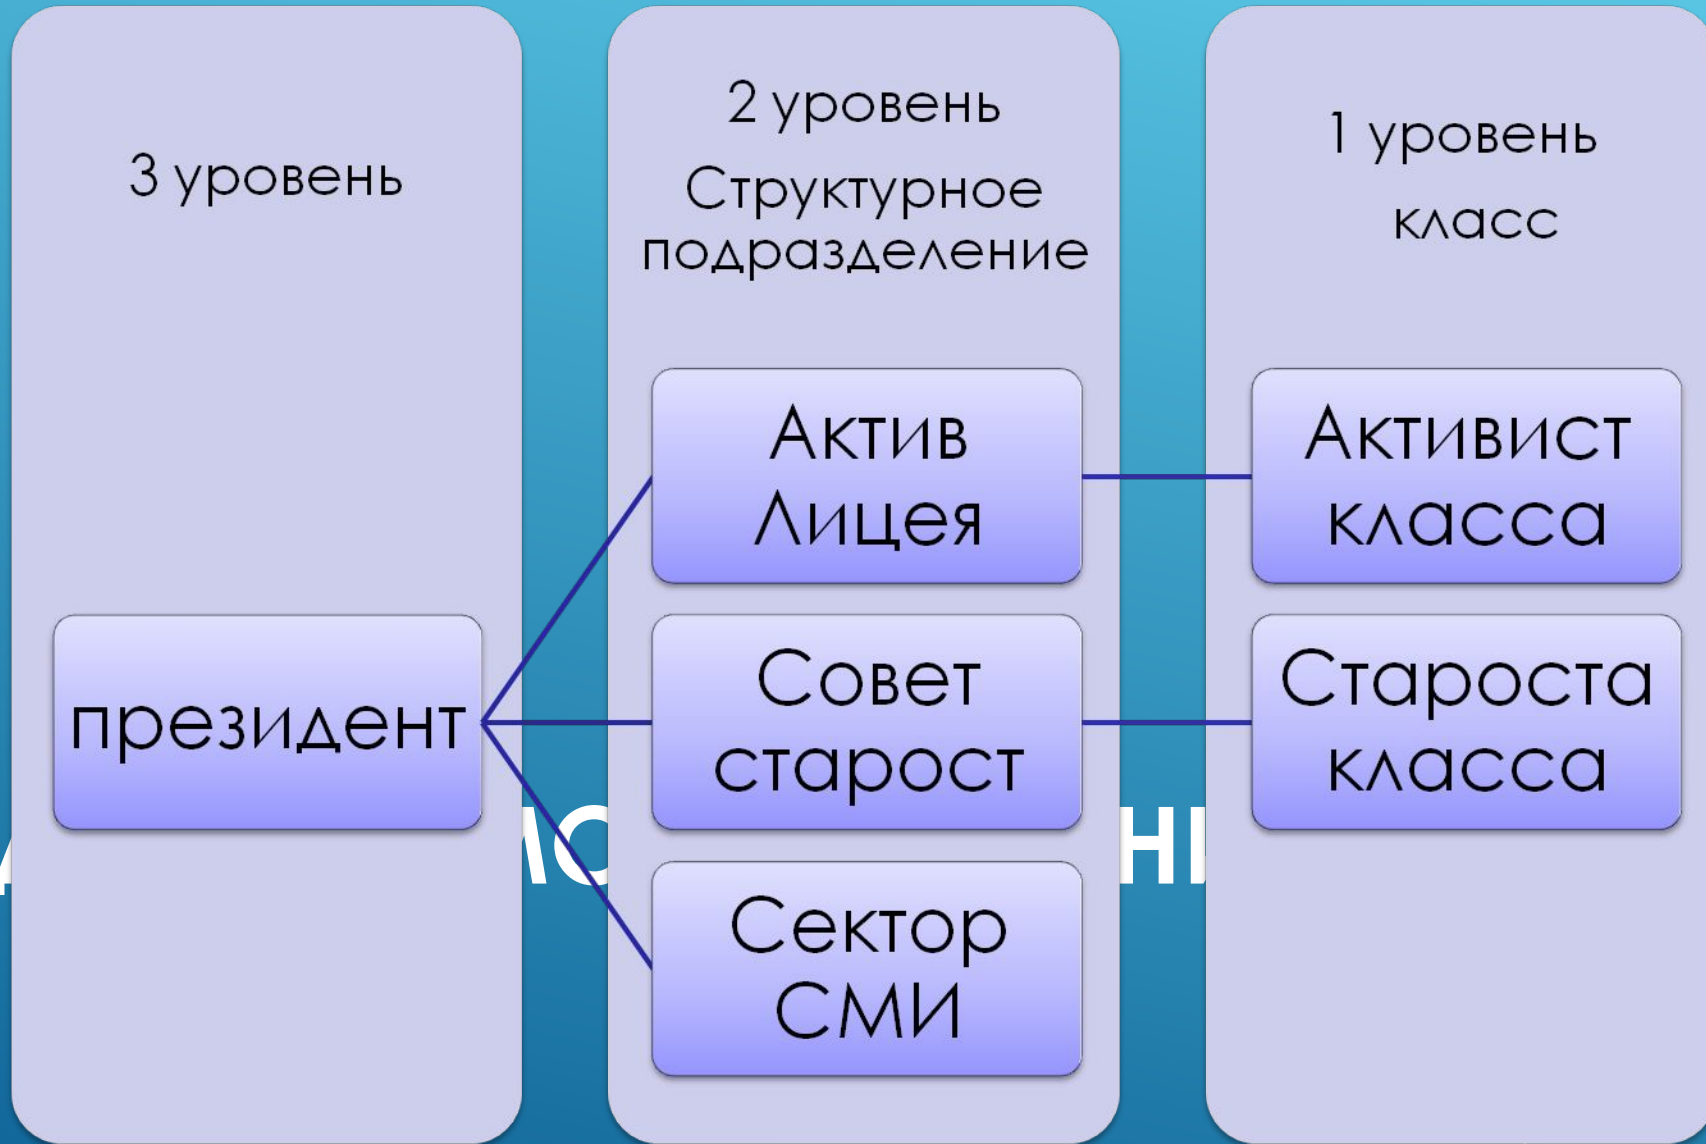 3 уровень
президент
2 уровень
Структурное
подразделение
Актив
Лицея
Совет
старост
Сектор
СМИ
1 уровень
класс
Активист
класса
Староста
класса